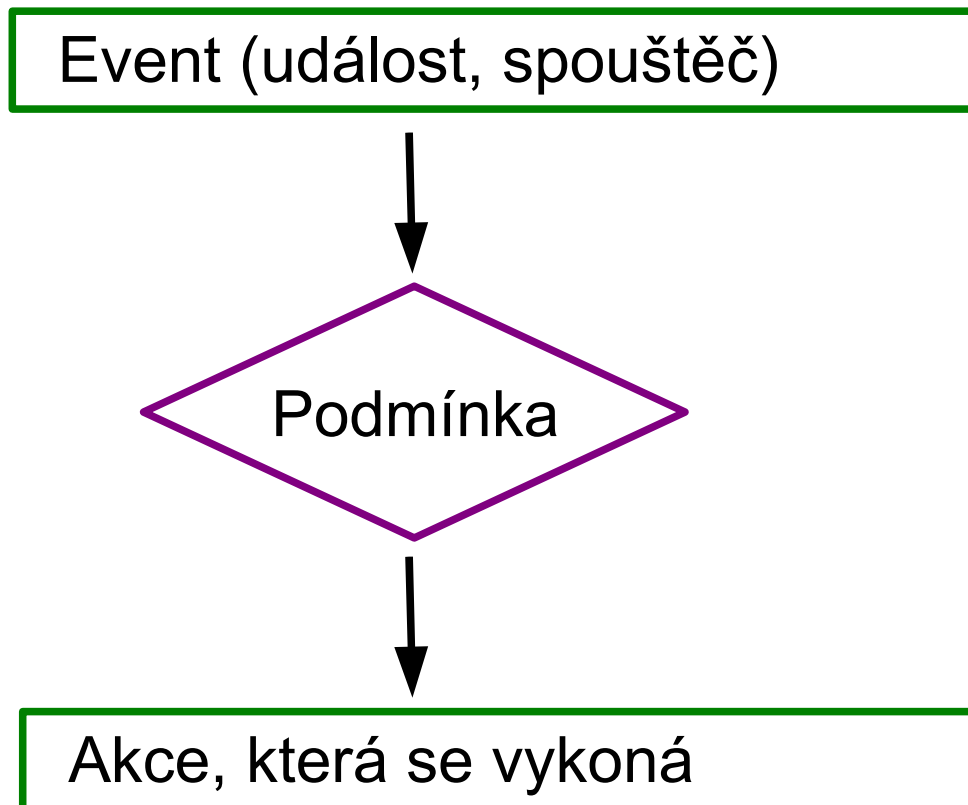 Event (událost, spouštěč)
Podmínka
Akce, která se vykoná